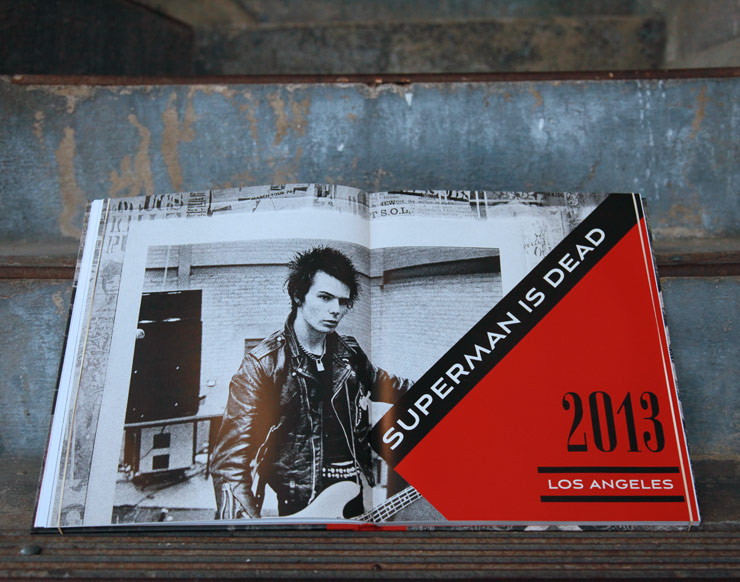 T S.O.L.
SUPERMAN IS DEAD
2013
LOS ANGELES